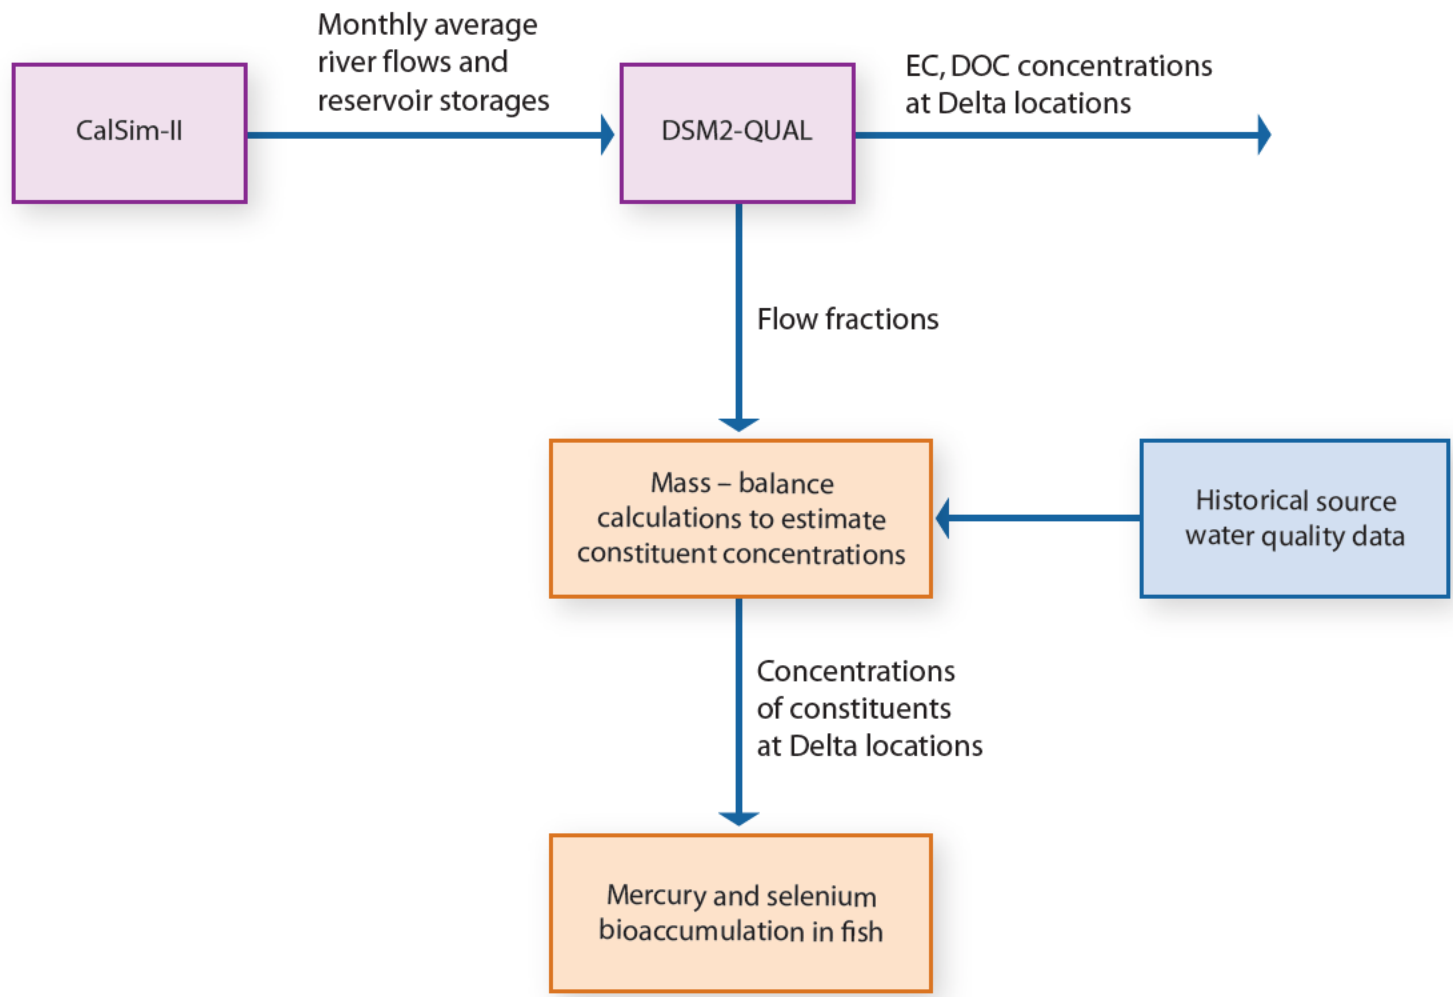 Monthly average
river flows and
reservoir storages
EC, DOC concentrations
at Delta locations
CalSim-II
DSM2-QUAL
Flow fractions
Mass – balance
calculations to estimate
constituent concentrations
Historical source
water quality data
Concentrations
of constituents
at Delta locations
Mercury and selenium
bioaccumulation in fish